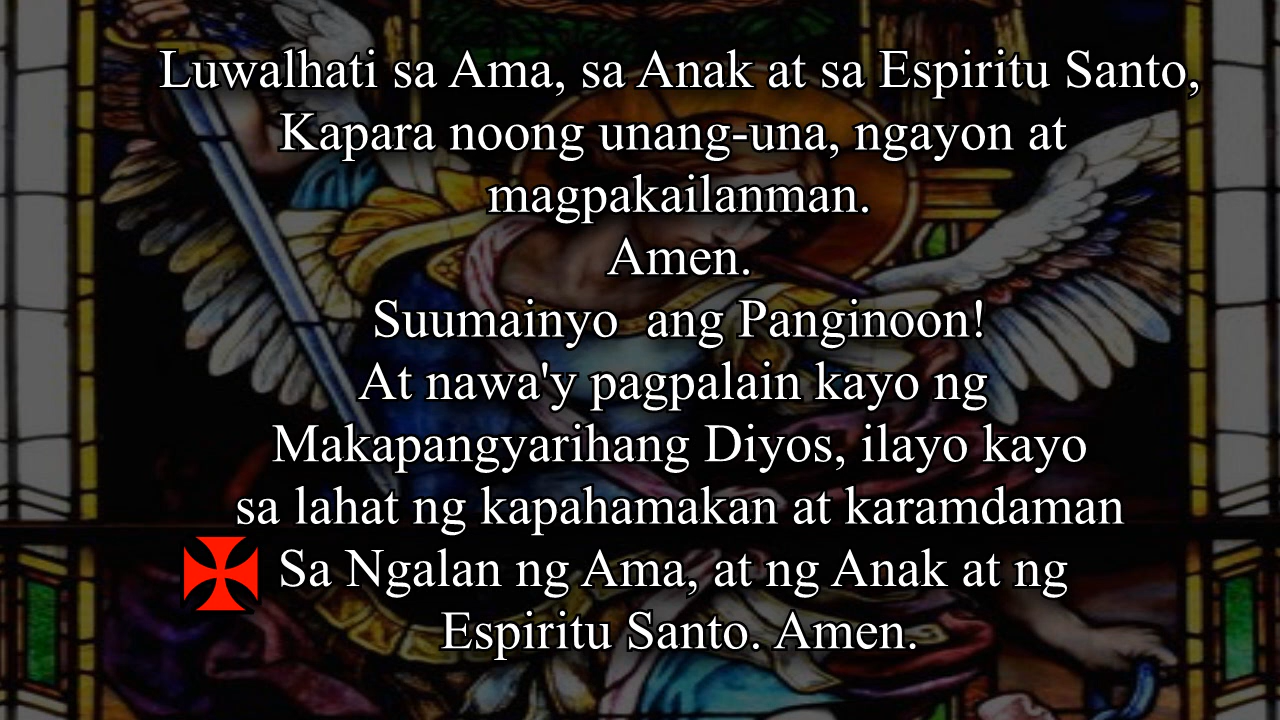 Luwalhati sa Ama, sa Anak at sa Espiritu Santo,
Kapara noong unang-una, ngayon at
magpakailanman.
Amen.
Suumainyo ang Panginoon!
At nawa'y pagpalain kayo ng
Makapangyarihang Diyos, ilayo kayo
sa lahat ng kapahamakan at karamdaman
Sa Ngalan ng Ama, at ng Anak at ng
Espiritu Santo. Amen.